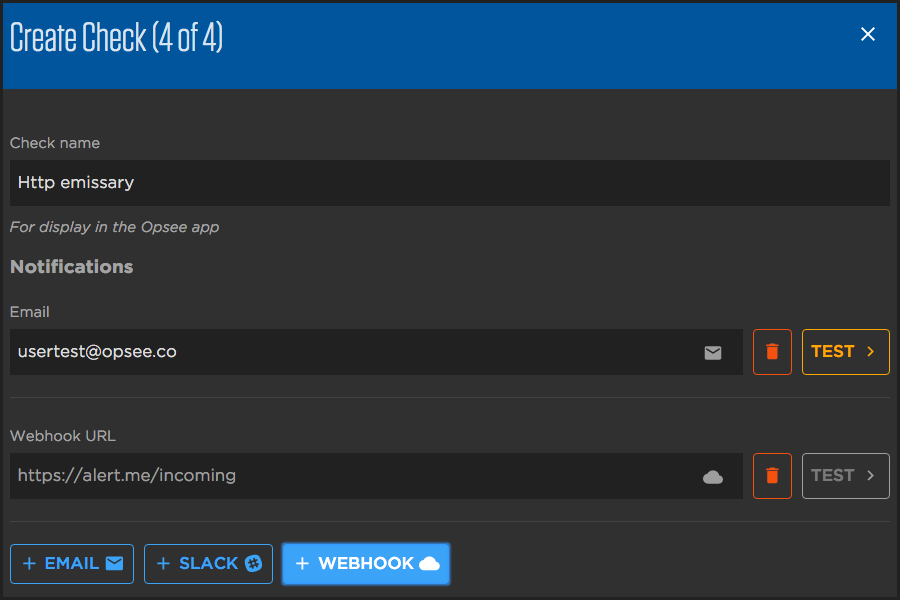 Create Check (4 of 4)
Check name
Http emissary
For display in the Opsee app
Notifications
Email
usertest@opsee.co
TEST
Webhook URL
https://alert.me/incoming
TEST
+ EMAIL + SLACK + WEBHOOK